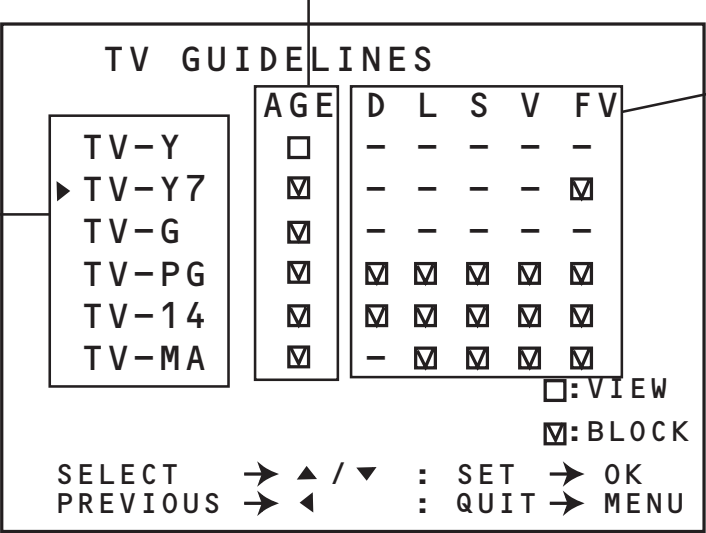 TV GUIDELINES
AGE D L S V FV
TV-Y ☐ - - - - -
▶ TV-Y7 ☑ - - - - ☑
TV-G ☑ - - - - -
TV-PG ☑ ☑ ☑ ☑ ☑ ☑
TV-14 ☑ ☑ ☑ ☑ ☑ ☑
TV-MA ☑ - ☑ ☑ ☑ ☑
☐:VIEW
☑:BLOCK
SELECT → ▲/▼ : SET → OK
PREVIOUS → ◀ : QUIT → MENU